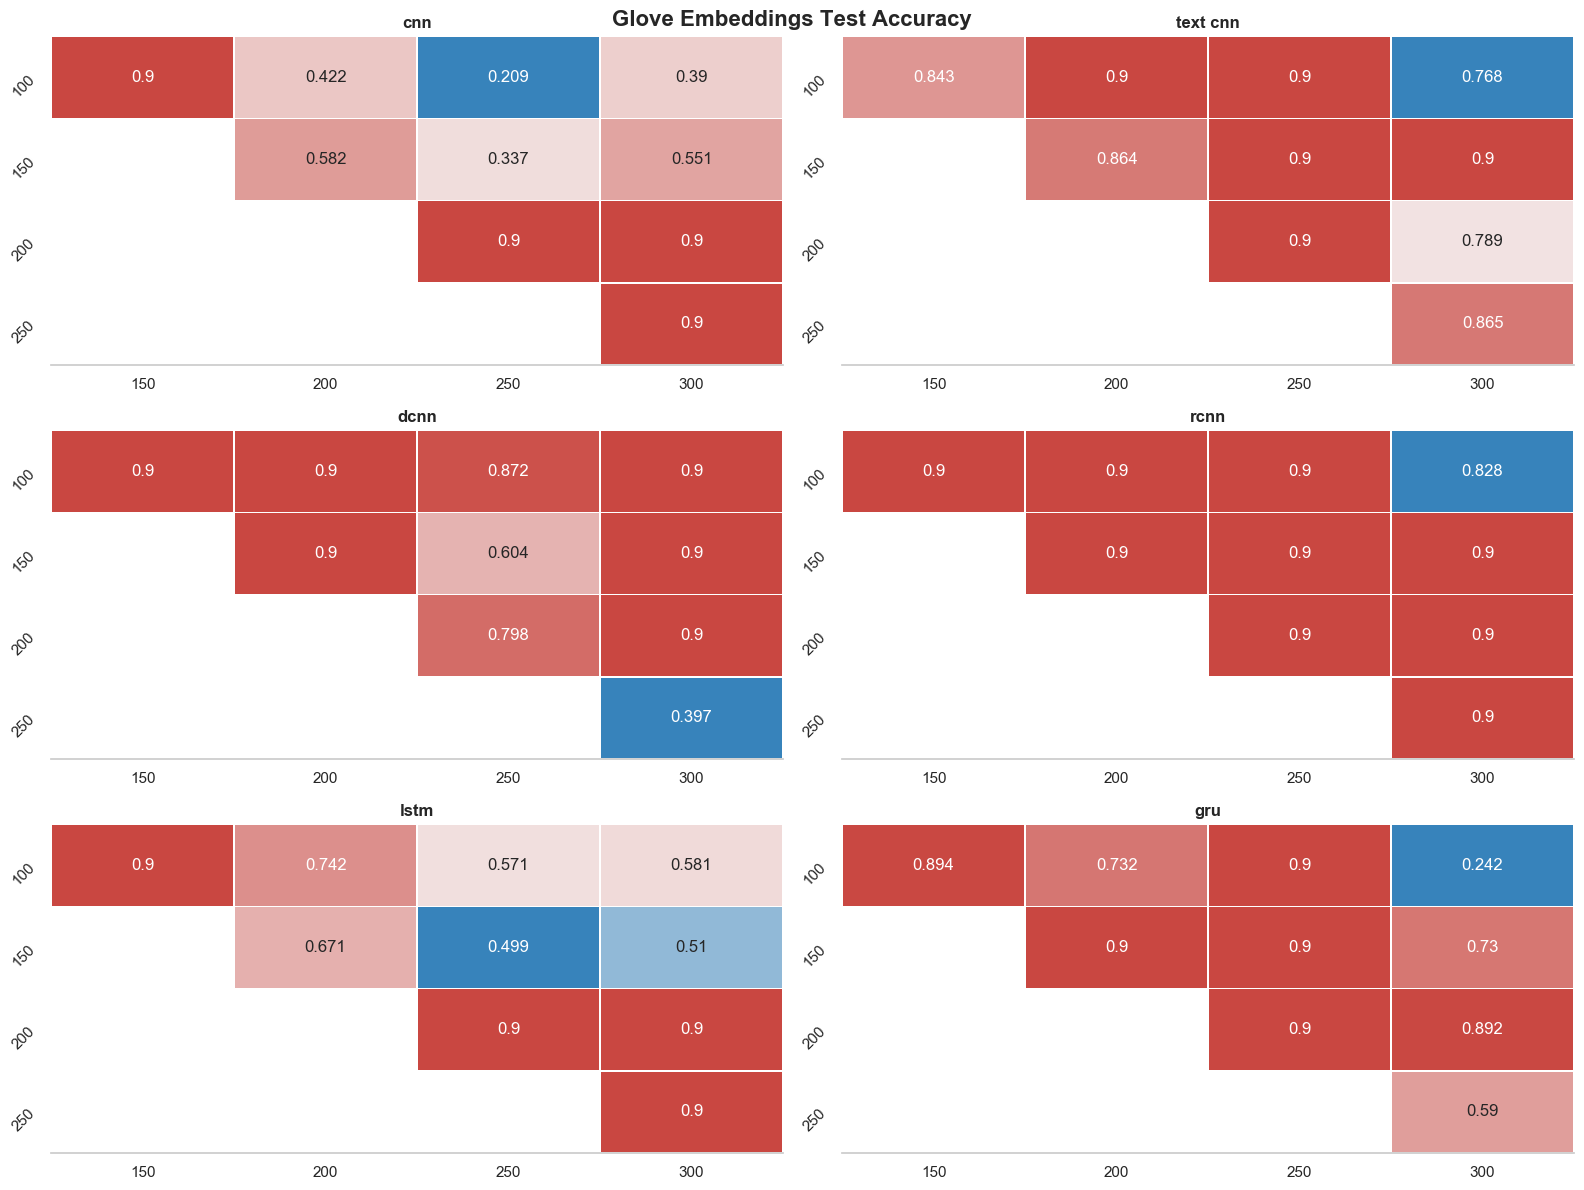 Glove Embeddings Test Accuracy
cnn
100 0.9 0.422 0.209 0.39
150 0.582 0.337 0.551
200 0.9 0.9
250 0.9
150 200 250 300
text cnn
100 0.843 0.9 0.9 0.768
150 0.864 0.9 0.9
200 0.9 0.789
250 0.865
150 200 250 300
dcnn
100 0.9 0.9 0.872 0.9
150 0.9 0.604 0.9
200 0.798 0.9
250 0.397
150 200 250 300
rcnn
100 0.9 0.9 0.9 0.828
150 0.9 0.9 0.9
200 0.9 0.9
250 0.9
150 200 250 300
lstm
100 0.9 0.742 0.571 0.581
150 0.671 0.499 0.51
200 0.9 0.9
250 0.9
150 200 250 300
gru
100 0.894 0.732 0.9 0.242
150 0.9 0.9 0.73
200 0.9 0.892
250 0.59
150 200 250 300